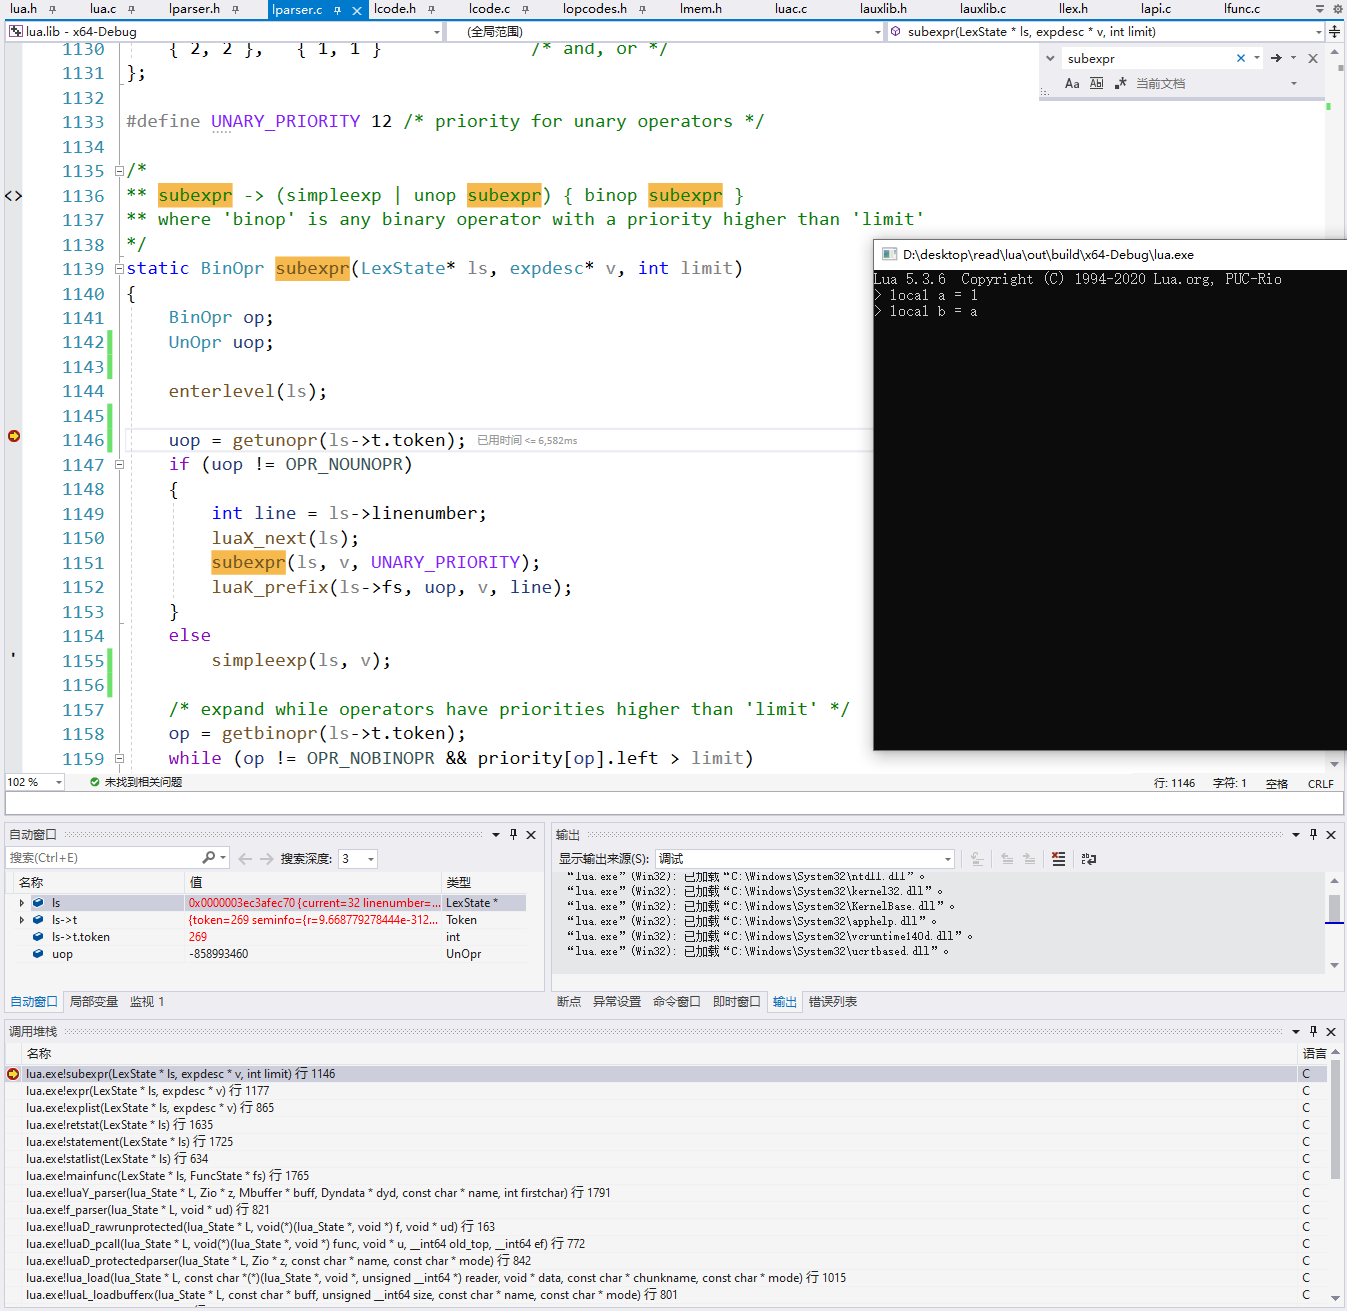 lua.h lua.c lparser.h lparser.c lcode.h lcode.c lopcodes.h lmem.h luac.c lauxlib.h lauxlib.c llex.h lapi.c lfunc.c
lua.lib - x64-Debug (全局范围) subexpr(LexState * ls, expdesc * v, int limit)
subexpr
Aa Ab 当前文档
1130 { 2, 2 }, { 1, 1 } /* and, or */
1131 };
1132
1133 #define UNARY_PRIORITY 12 /* priority for unary operators */
1134
1135 /*
1136 ** subexpr -> (simpleexp | unop subexpr) { binop subexpr }
1137 ** where 'binop' is any binary operator with a priority higher than 'limit'
1138 */
1139 static BinOpr subexpr(LexState* ls, expdesc* v, int limit)
1140 {
1141 BinOpr op;
1142 UnOpr uop;
1143
1144 enterlevel(ls);
1145
1146 uop = getunopr(ls->t.token); 已用时间 <= 6,582ms
1147 if (uop != OPR_NOUNOPR)
1148 {
1149 int line = ls->linenumber;
1150 luaX_next(ls);
1151 subexpr(ls, v, UNARY_PRIORITY);
1152 luaK_prefix(ls->fs, uop, v, line);
1153 }
1154 else
1155 simpleexp(ls, v);
1156
1157 /* expand while operators have priorities higher than 'limit' */
1158 op = getbinopr(ls->t.token);
1159 while (op != OPR_NOBINOPR && priority[op].left > limit)
D:\desktop\read\lua\out\build\x64-Debug\lua.exe
Lua 5.3.6 Copyright (C) 1994-2020 Lua.org, PUC-Rio
> local a = 1
> local b = a
102 % 未找到相关问题 行: 1146 字符: 1 空格 CRLF
自动窗口
搜索(Ctrl+E) 搜索深度: 3
名称 值 类型
ls 0x0000003ec3afec70 {current=32 linenumber=... LexState *
ls->t {token=269 seminfo={r=9.668779278444e-312... Token
ls->t.token 269 int
uop -858993460 UnOpr
自动窗口 局部变量 监视 1
输出
显示输出来源(S): 调试
“lua.exe”(Win32): 已加载“C:\Windows\System32\ntdll.dll”。
“lua.exe”(Win32): 已加载“C:\Windows\System32\kernel32.dll”。
“lua.exe”(Win32): 已加载“C:\Windows\System32\KernelBase.dll”。
“lua.exe”(Win32): 已加载“C:\Windows\System32\apphelp.dll”。
“lua.exe”(Win32): 已加载“C:\Windows\System32\vcruntime140d.dll”。
“lua.exe”(Win32): 已加载“C:\Windows\System32\ucrtbased.dll”。
断点 异常设置 命令窗口 即时窗口 输出 错误列表
调用堆栈
名称 语言
lua.exe!subexpr(LexState * ls, expdesc * v, int limit) 行 1146 C
lua.exe!expr(LexState * ls, expdesc * v) 行 1177 C
lua.exe!explist(LexState * ls, expdesc * v) 行 865 C
lua.exe!retstat(LexState * ls) 行 1635 C
lua.exe!statement(LexState * ls) 行 1725 C
lua.exe!statlist(LexState * ls) 行 634 C
lua.exe!mainfunc(LexState * ls, FuncState * fs) 行 1765 C
lua.exe!luaY_parser(lua_State * L, Zio * z, Mbuffer * buff, Dyndata * dyd, const char * name, int firstchar) 行 1791 C
lua.exe!f_parser(lua_State * L, void * ud) 行 821 C
lua.exe!luaD_rawrunprotected(lua_State * L, void(*)(lua_State *, void *) f, void * ud) 行 163 C
lua.exe!luaD_pcall(lua_State * L, void(*)(lua_State *, void *) func, void * u, __int64 old_top, __int64 ef) 行 772 C
lua.exe!luaD_protectedparser(lua_State * L, Zio * z, const char * name, const char * mode) 行 842 C
lua.exe!lua_load(lua_State * L, const char *(*)(lua_State *, void *, unsigned __int64 *) reader, void * data, const char * chunkname, const char * mode) 行 1015 C
lua.exe!luaL_loadbufferx(lua_State * L, const char * buff, unsigned __int64 size, const char * name, const char * mode) 行 801 C